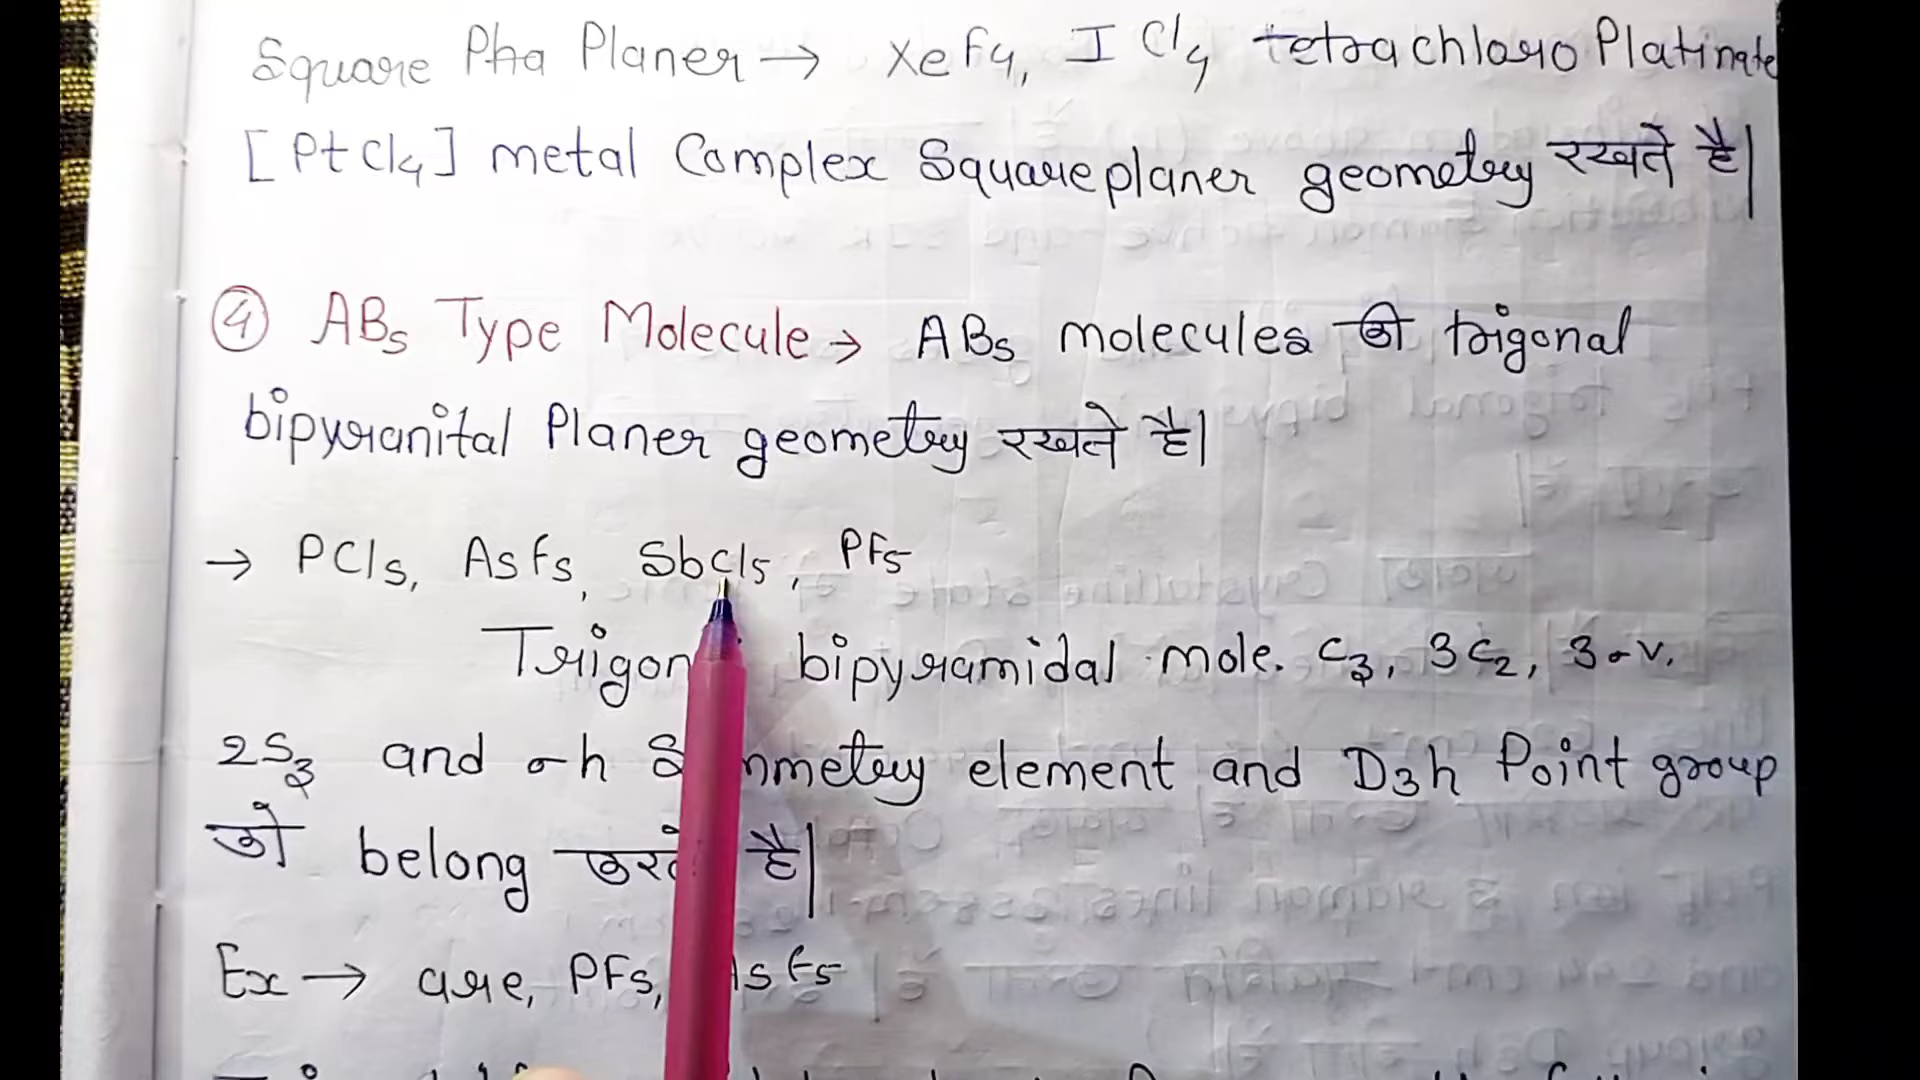 Square Pha Planer → XeF4, ICl4 tetrachloro Platinate
[PtCl4] metal Complex Squareplaner geometry रखते है।
④ AB5 Type Molecule → AB5 molecules की trigonal
bipyranital Planer geometry रखते है।
→ PCl5, AsF5, SbCl5, PF5
bipyramidal mole. C3, 3C2, 3σv.
2S3 and σh element and D3h Point group
को belong है।
Ex → are, PF5,